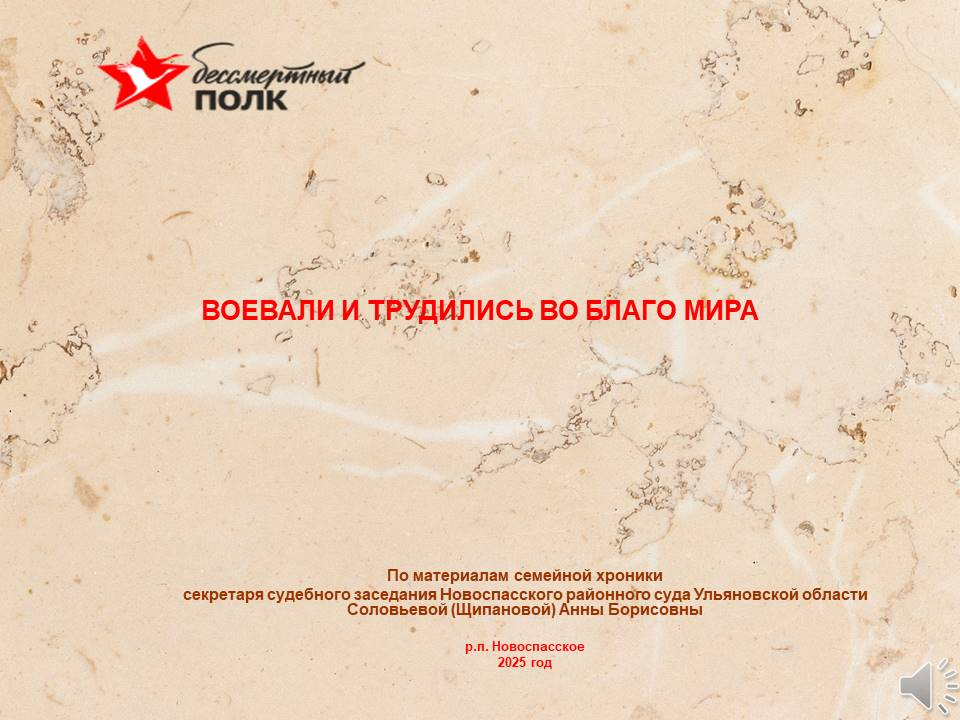 бессмертный
ПОЛК
ВОЕВАЛИ И ТРУДИЛИСЬ ВО БЛАГО МИРА
По материалам семейной хроники
секретаря судебного заседания Новоспасского районного суда Ульяновской области
Соловьевой (Щипановой) Анны Борисовны
р.п. Новоспасское
2025 год